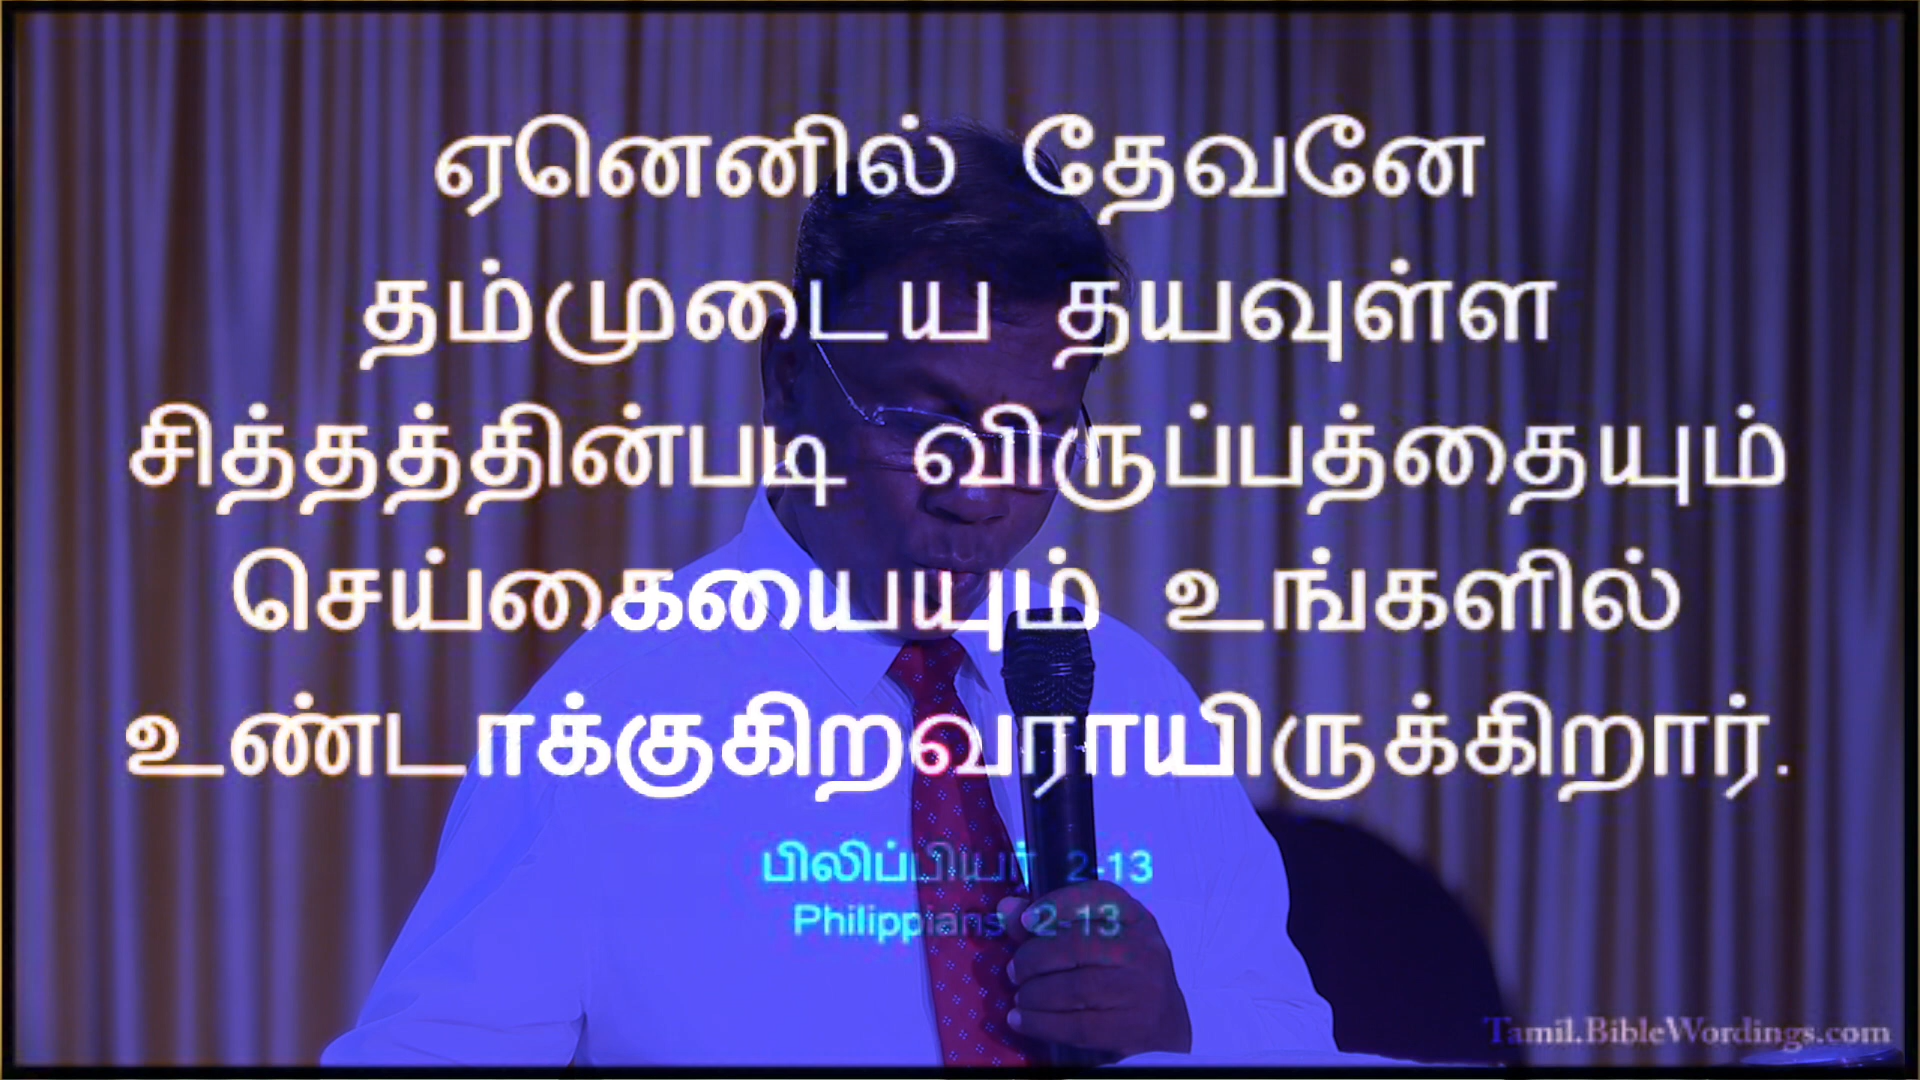 ஏனெனில் தேவனே
தம்முடைய தயவுள்ள
சித்தத்தின்படி விருப்பத்தையும்
செய்கையையும் உங்களில்
உண்டாக்குகிறவராயிருக்கிறார்.
பிலிப்பியர் 2-13
Philippians 2-13
Tamil.BibleWordings.com